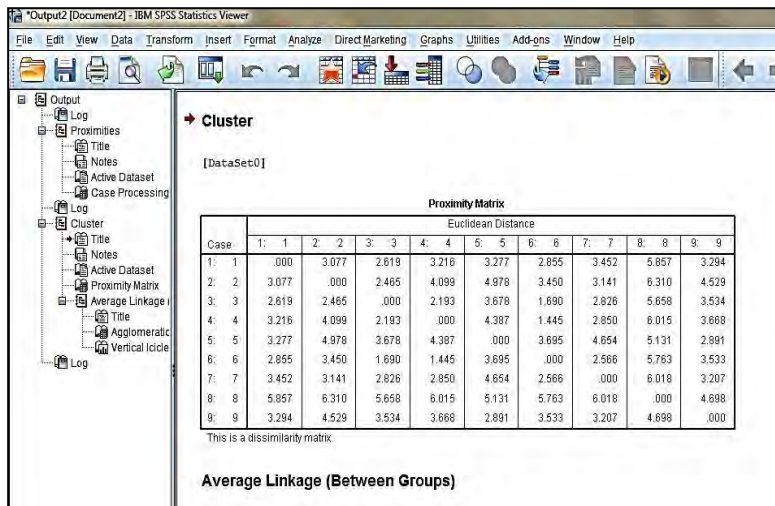 *Output2 [Document2] - IBM SPSS Statistics Viewer
File Edit View Data Transform Insert Format Analyze Direct Marketing Graphs Utilities Add-ons Window Help
Output
Log
Proximities
Title
Notes
Active Dataset
Case Processing
Log
Cluster
Title
Notes
Active Dataset
Proximity Matrix
Average Linkage (
Title
Agglomeratic
Vertical Icicle
Log
Cluster
[DataSet0]
Proximity Matrix
Euclidean Distance
Case 1: 1 2: 2 3: 3 4: 4 5: 5 6: 6 7: 7 8: 8 9: 9
1: 1 .000 3.077 2.619 3.216 3.277 2.855 3.452 5.857 3.294
2: 2 3.077 .000 2.465 4.099 4.978 3.450 3.141 6.310 4.529
3: 3 2.619 2.465 .000 2.193 3.678 1.690 2.826 5.658 3.534
4: 4 3.216 4.099 2.193 .000 4.387 1.445 2.850 6.015 3.668
5: 5 3.277 4.978 3.678 4.387 .000 3.695 4.654 5.131 2.891
6: 6 2.855 3.450 1.690 1.445 3.695 .000 2.566 5.763 3.533
7: 7 3.452 3.141 2.826 2.850 4.654 2.566 .000 6.018 3.207
8: 8 5.857 6.310 5.658 6.015 5.131 5.763 6.018 .000 4.698
9: 9 3.294 4.529 3.534 3.668 2.891 3.533 3.207 4.698 .000
This is a dissimilarity matrix
Average Linkage (Between Groups)